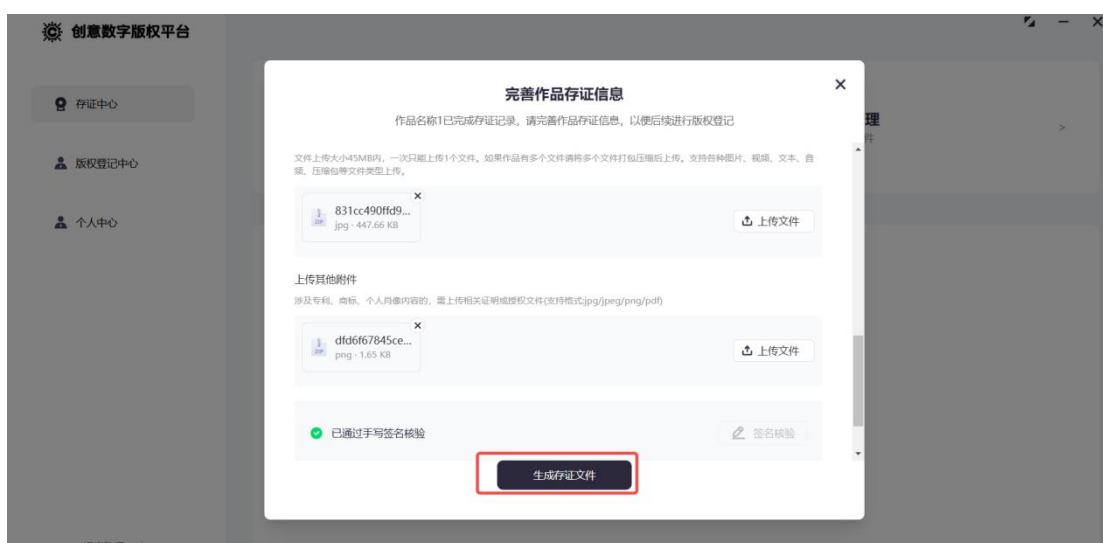 创意数字版权平台
存证中心
版权登记中心
个人中心
理
件
完善作品存证信息
作品名称1已完成存证记录，请完善作品存证信息，以便后续进行版权登记
文件上传大小45MB内，一次只能上传1个文件。如果作品有多个文件请将多个文件打包压缩后上传。支持各种图片、视频、文本、音
频、压缩包等文件类型上传。
831cc490ffd9...
jpg · 447.66 KB
上传文件
上传其他附件
涉及专利、商标、个人肖像内容的，需上传相关证明或授权文件(支持格式:jpg/jpeg/png/pdf)
dfd6f67845ce...
png · 1.65 KB
上传文件
已通过手写签名核验
签名核验
生成存证文件